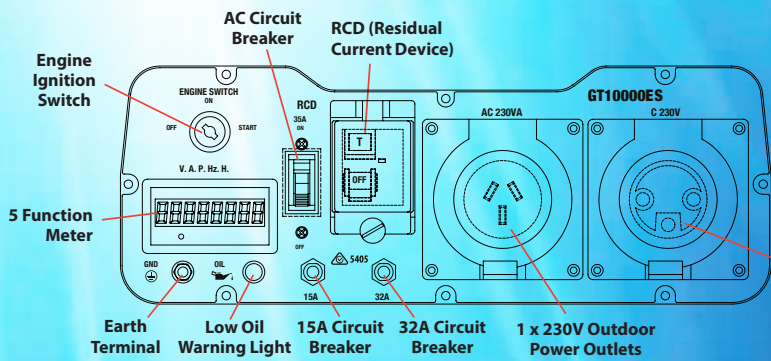 AC Circuit
Breaker
RCD (Residual
Current Device)
Engine
Ignition
Switch
ENGINE SWITCH
ON
OFF
START
RCD
35A
ON
T
OFF
OFF
AC 230VA
GT10000ES
C 230V
V. A. P. Hz. H.
5 Function
Meter
88888888
GND
OIL
5405
15A
32A
Earth
Terminal
Low Oil
Warning Light
15A Circuit
Breaker
32A Circuit
Breaker
1 x 230V Outdoor
Power Outlets